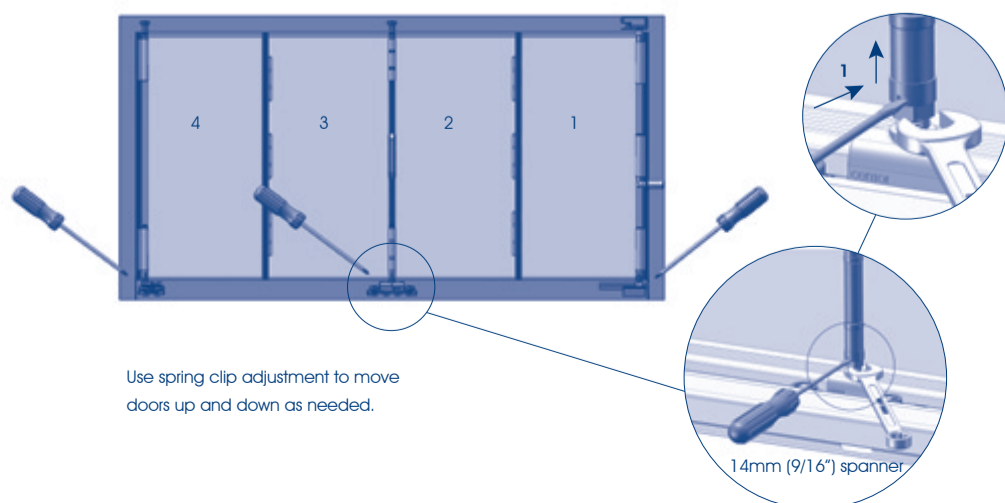 1
4
3
2
1
Use spring clip adjustment to move
doors up and down as needed.
14mm (9/16") spanner